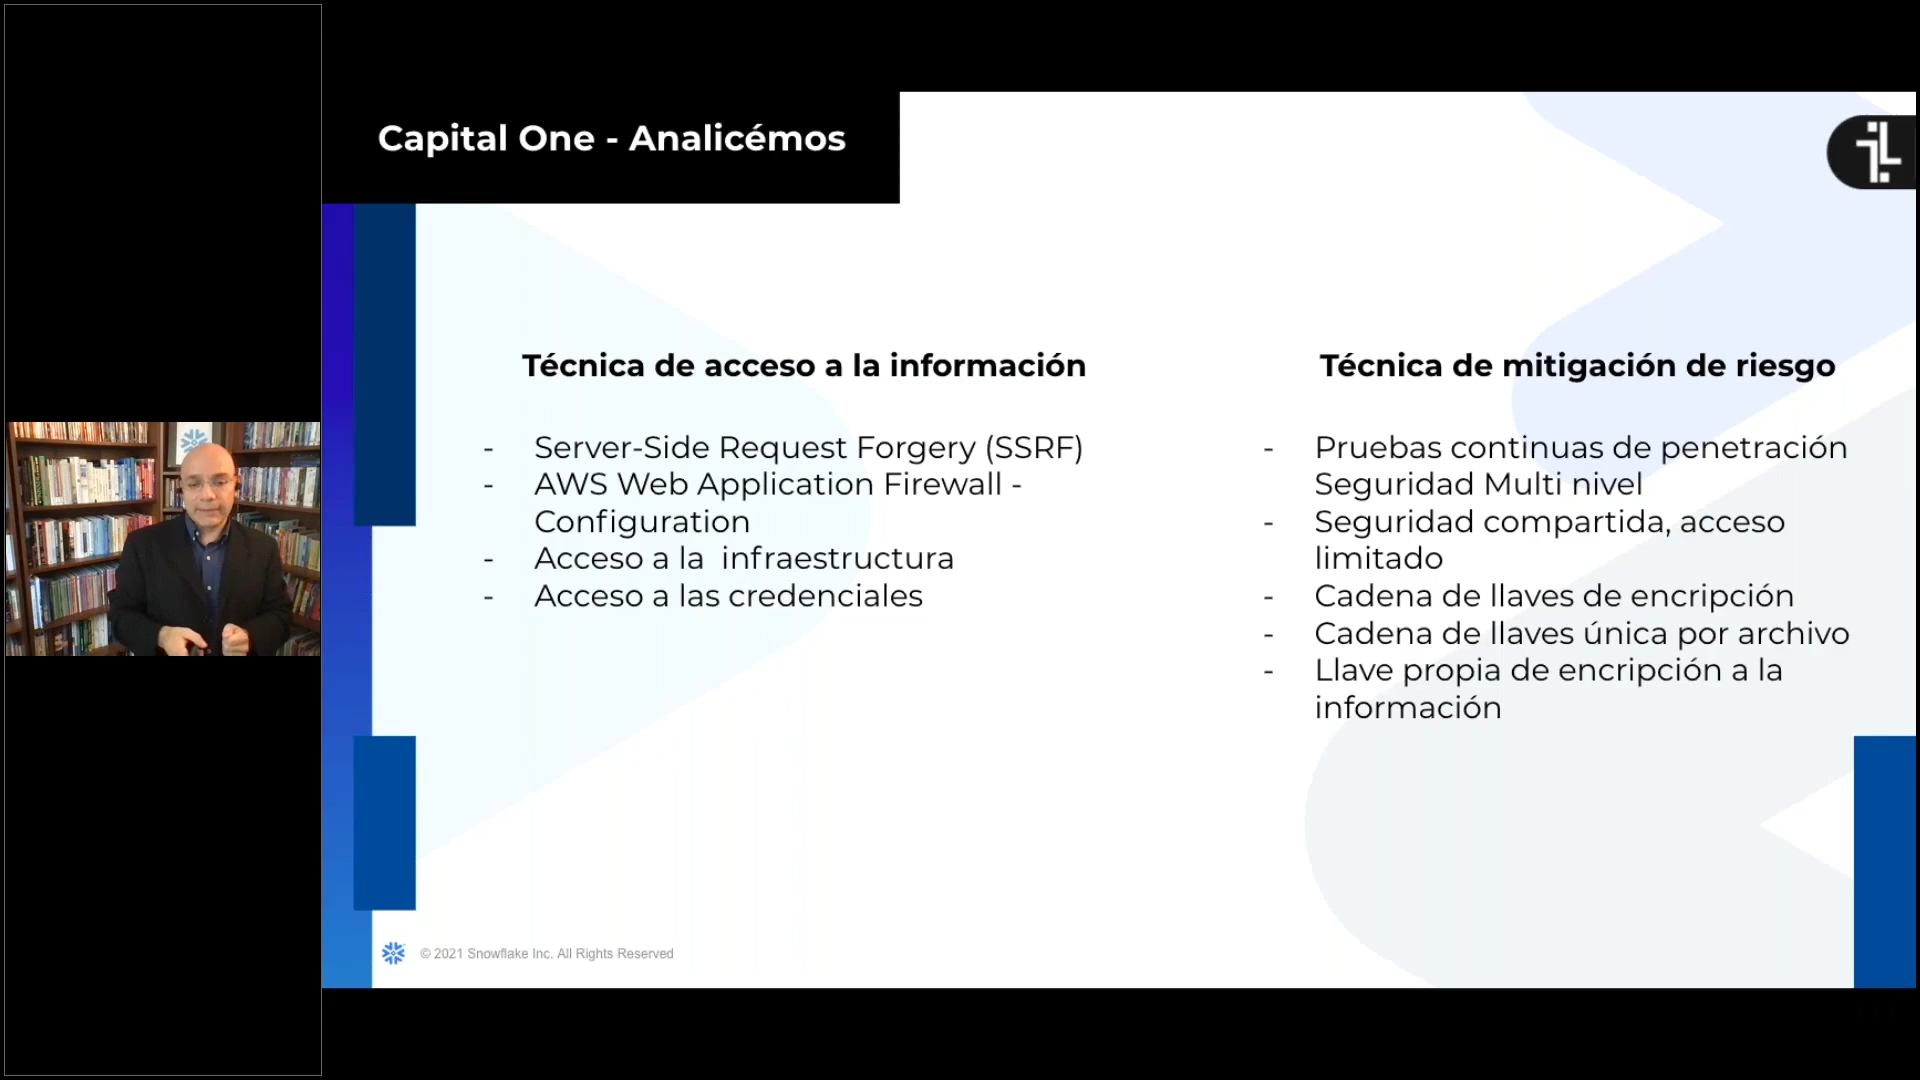 Capital One - Analicémos
Técnica de acceso a la información
- Server-Side Request Forgery (SSRF)
- AWS Web Application Firewall -
Configuration
- Acceso a la  infraestructura
- Acceso a las credenciales
Técnica de mitigación de riesgo
- Pruebas continuas de penetración
Seguridad Multi nivel
- Seguridad compartida, acceso
limitado
- Cadena de llaves de encripción
- Cadena de llaves única por archivo
- Llave propia de encripción a la
información
© 2021 Snowflake Inc. All Rights Reserved